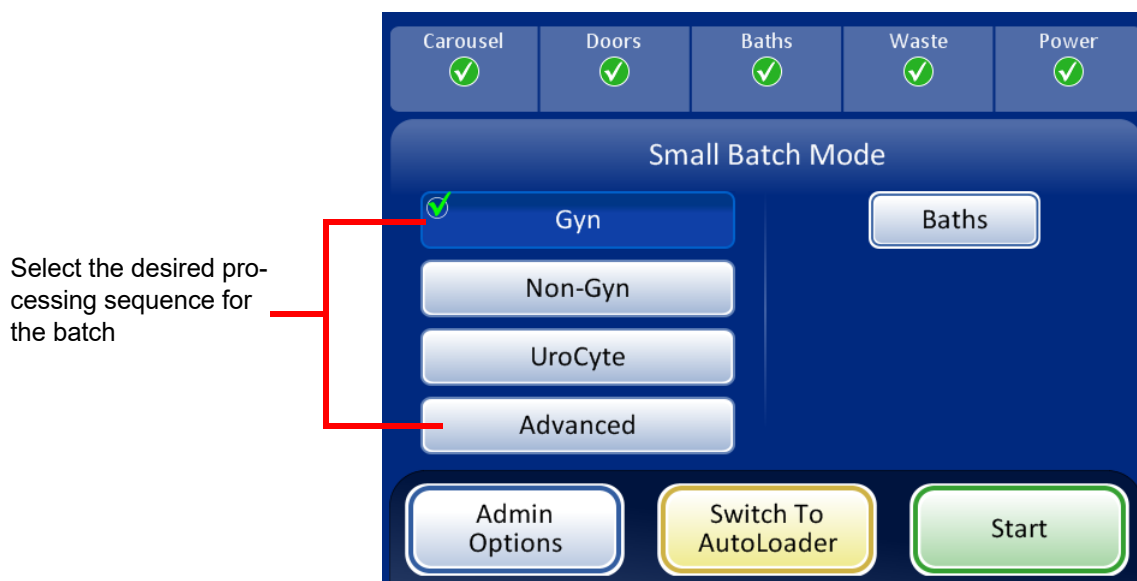 Carousel Doors Baths Waste Power
Small Batch Mode
Gyn
Baths
Non-Gyn
UroCyte
Advanced
Select the desired pro-
cessing sequence for
the batch
Admin
Options
Switch To
AutoLoader
Start